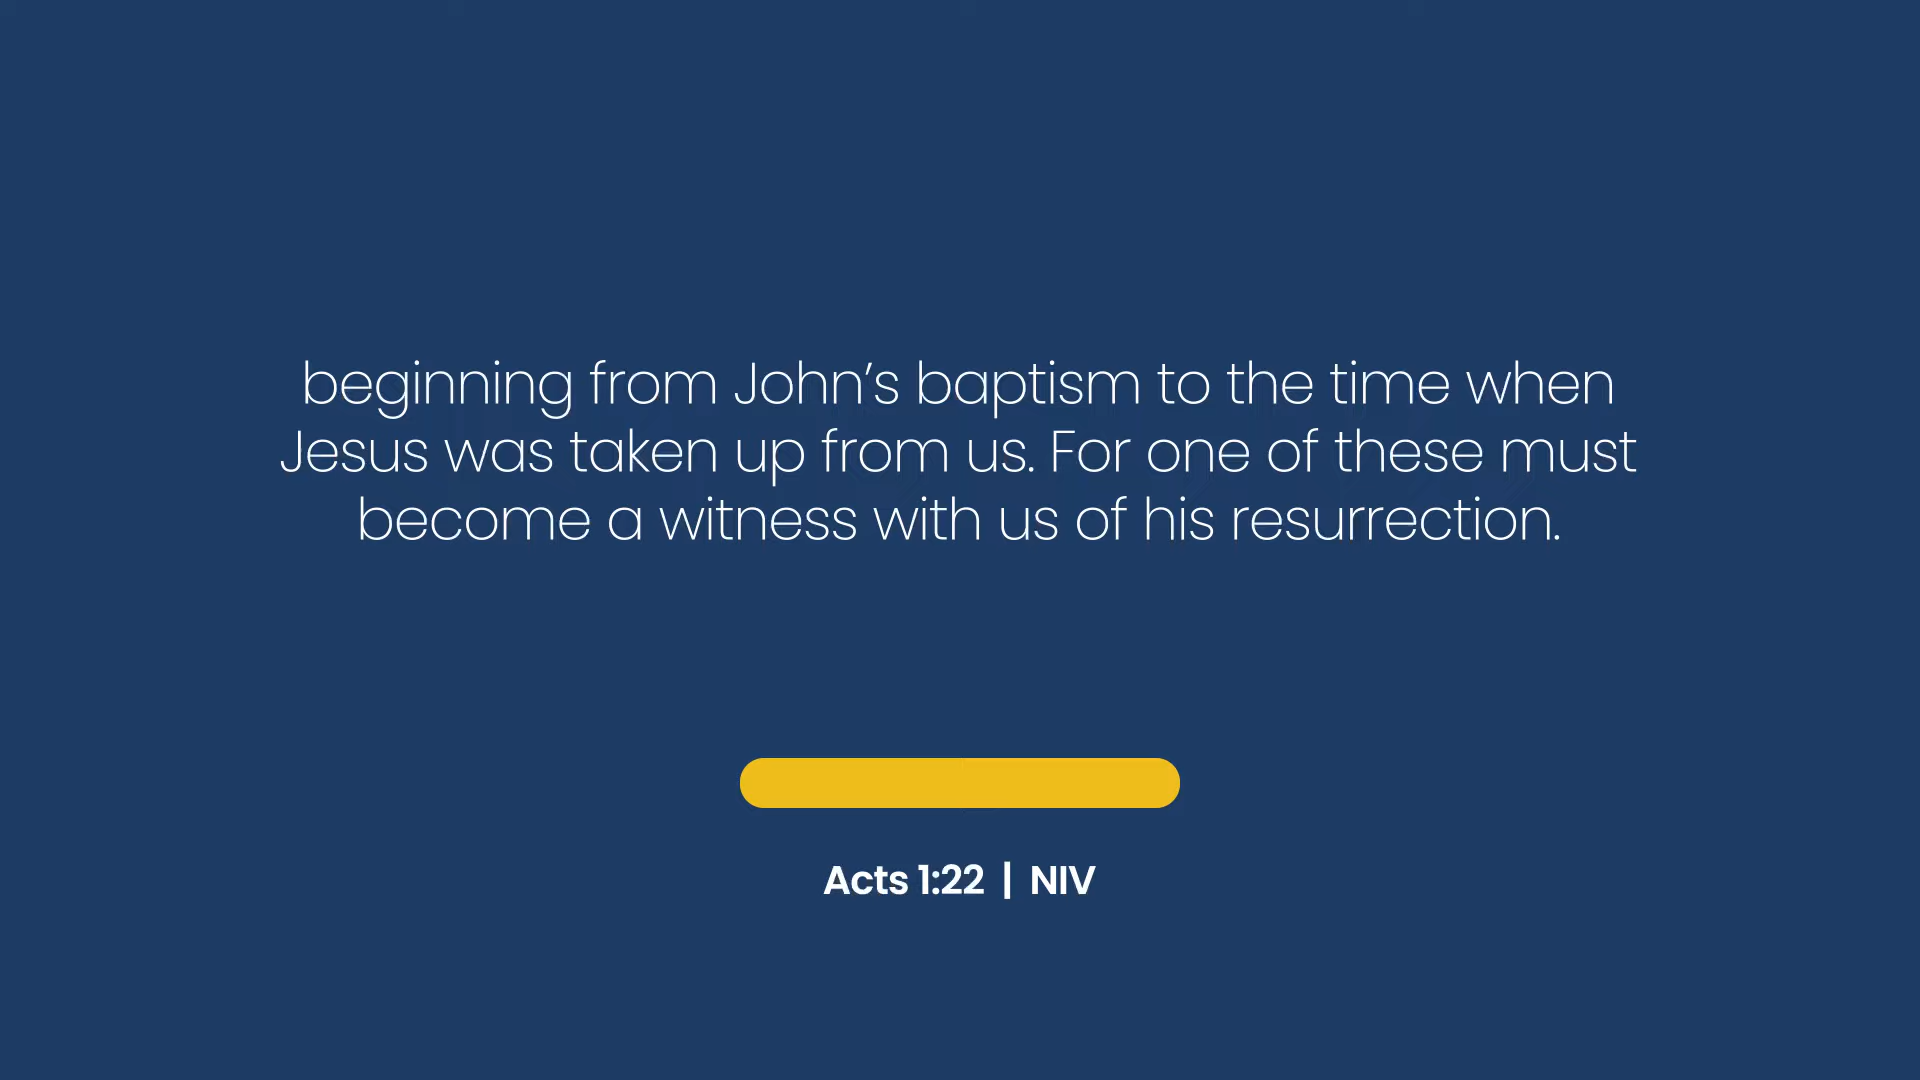 beginning from John’s baptism to the time when
Jesus was taken up from us. For one of these must
become a witness with us of his resurrection.
Acts 1:22 | NIV